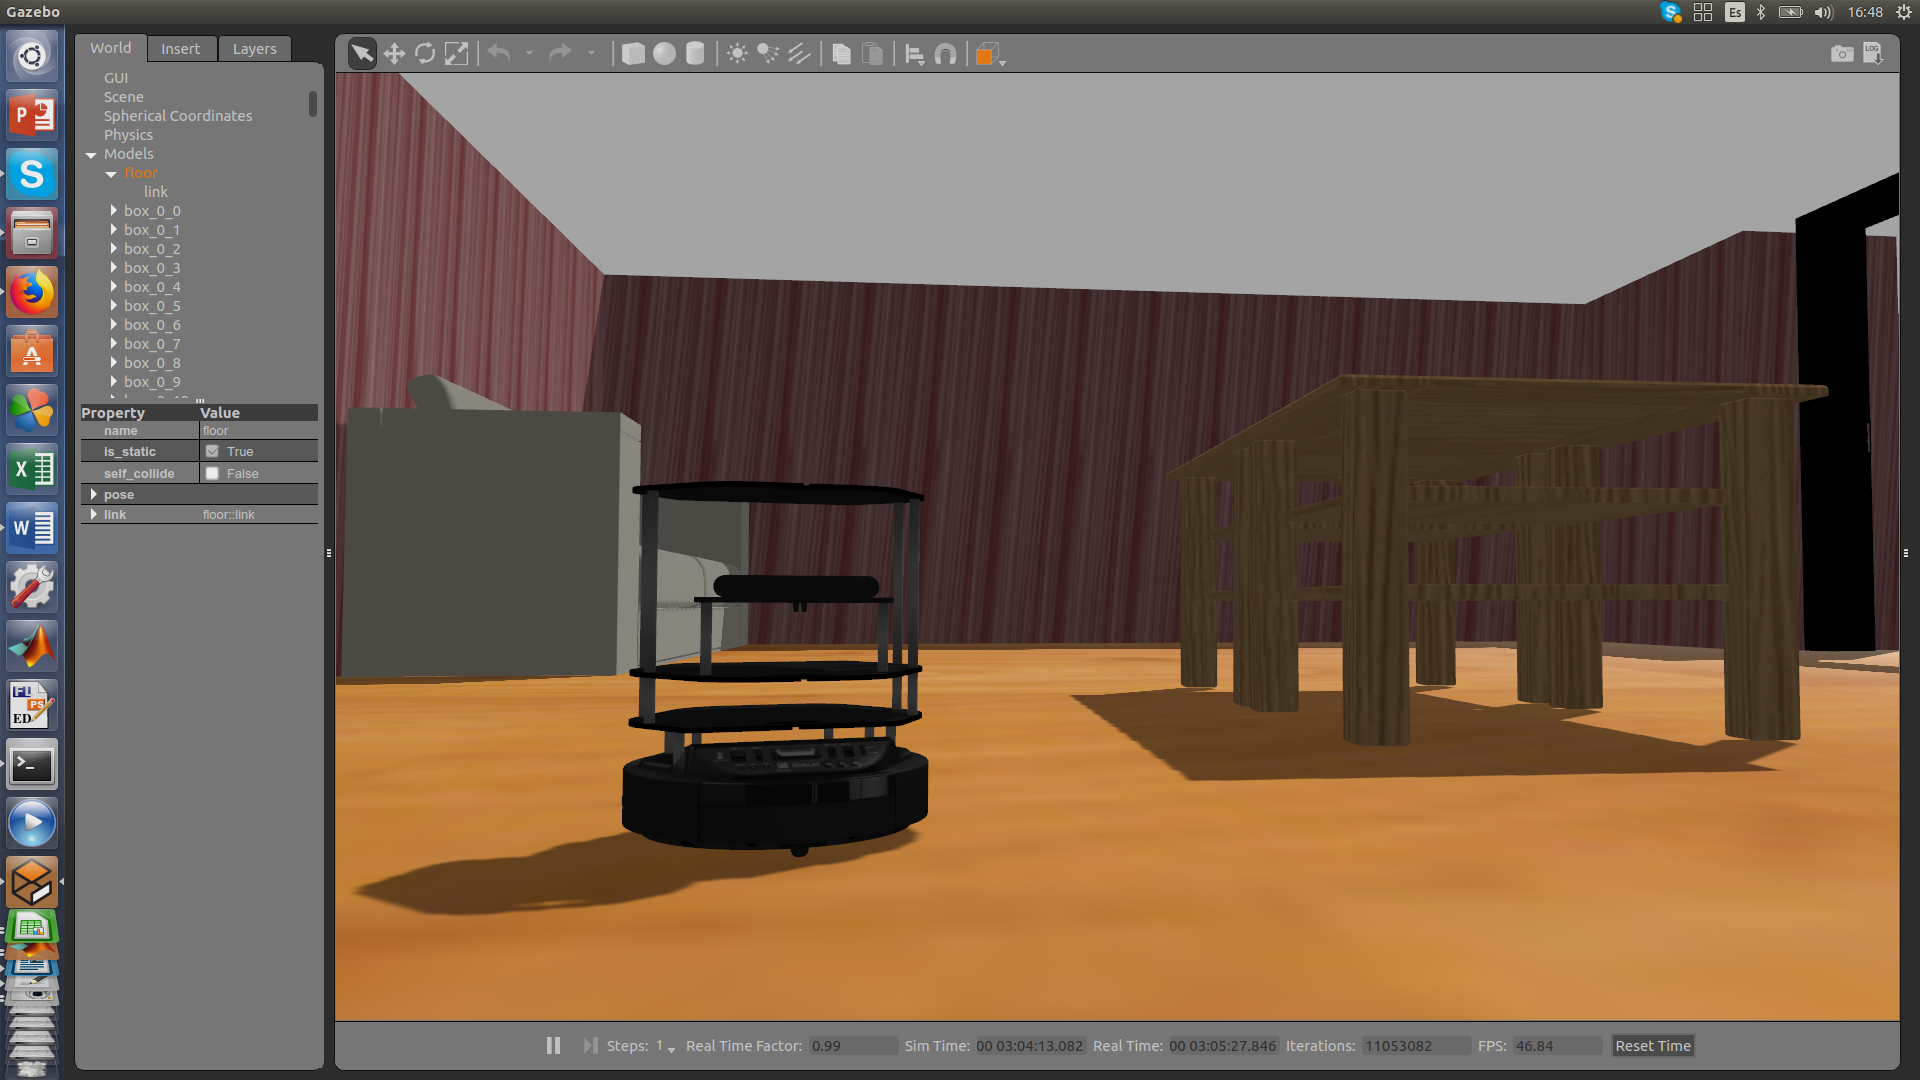 Gazebo
Es
16:48
World
Insert
Layers
LOG
GUI
Scene
Spherical Coordinates
Physics
Models
floor
link
box_0_0
box_0_1
box_0_2
box_0_3
box_0_4
box_0_5
box_0_6
box_0_7
box_0_8
box_0_9
Property Value
name floor
is_static True
self_collide False
pose
link floor::link
Steps: 1 Real Time Factor: 0.99 Sim Time: 00 03:04:13.082 Real Time: 00 03:05:27.846 Iterations: 11053082 FPS: 46.84 Reset Time